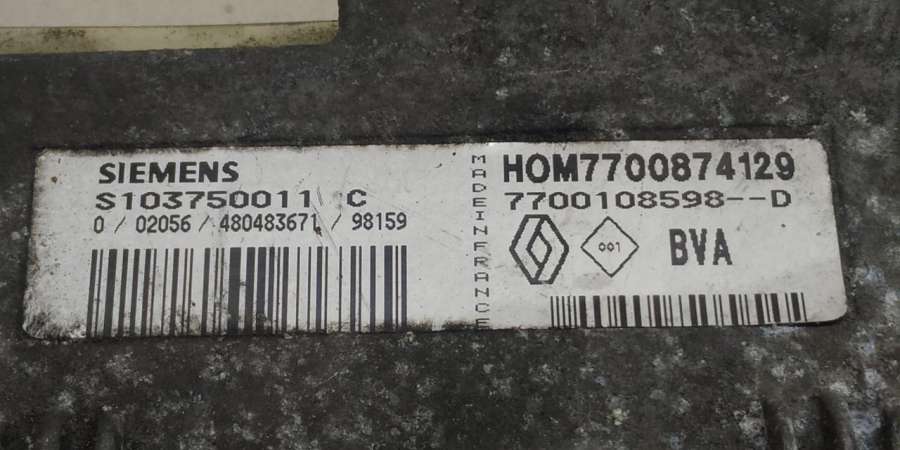 SIEMENS
S103750011 C
0 / 02056 / 480483671 / 98159
MADEINFRANCE
HOM7700874129
7700108598--D
001
BVA